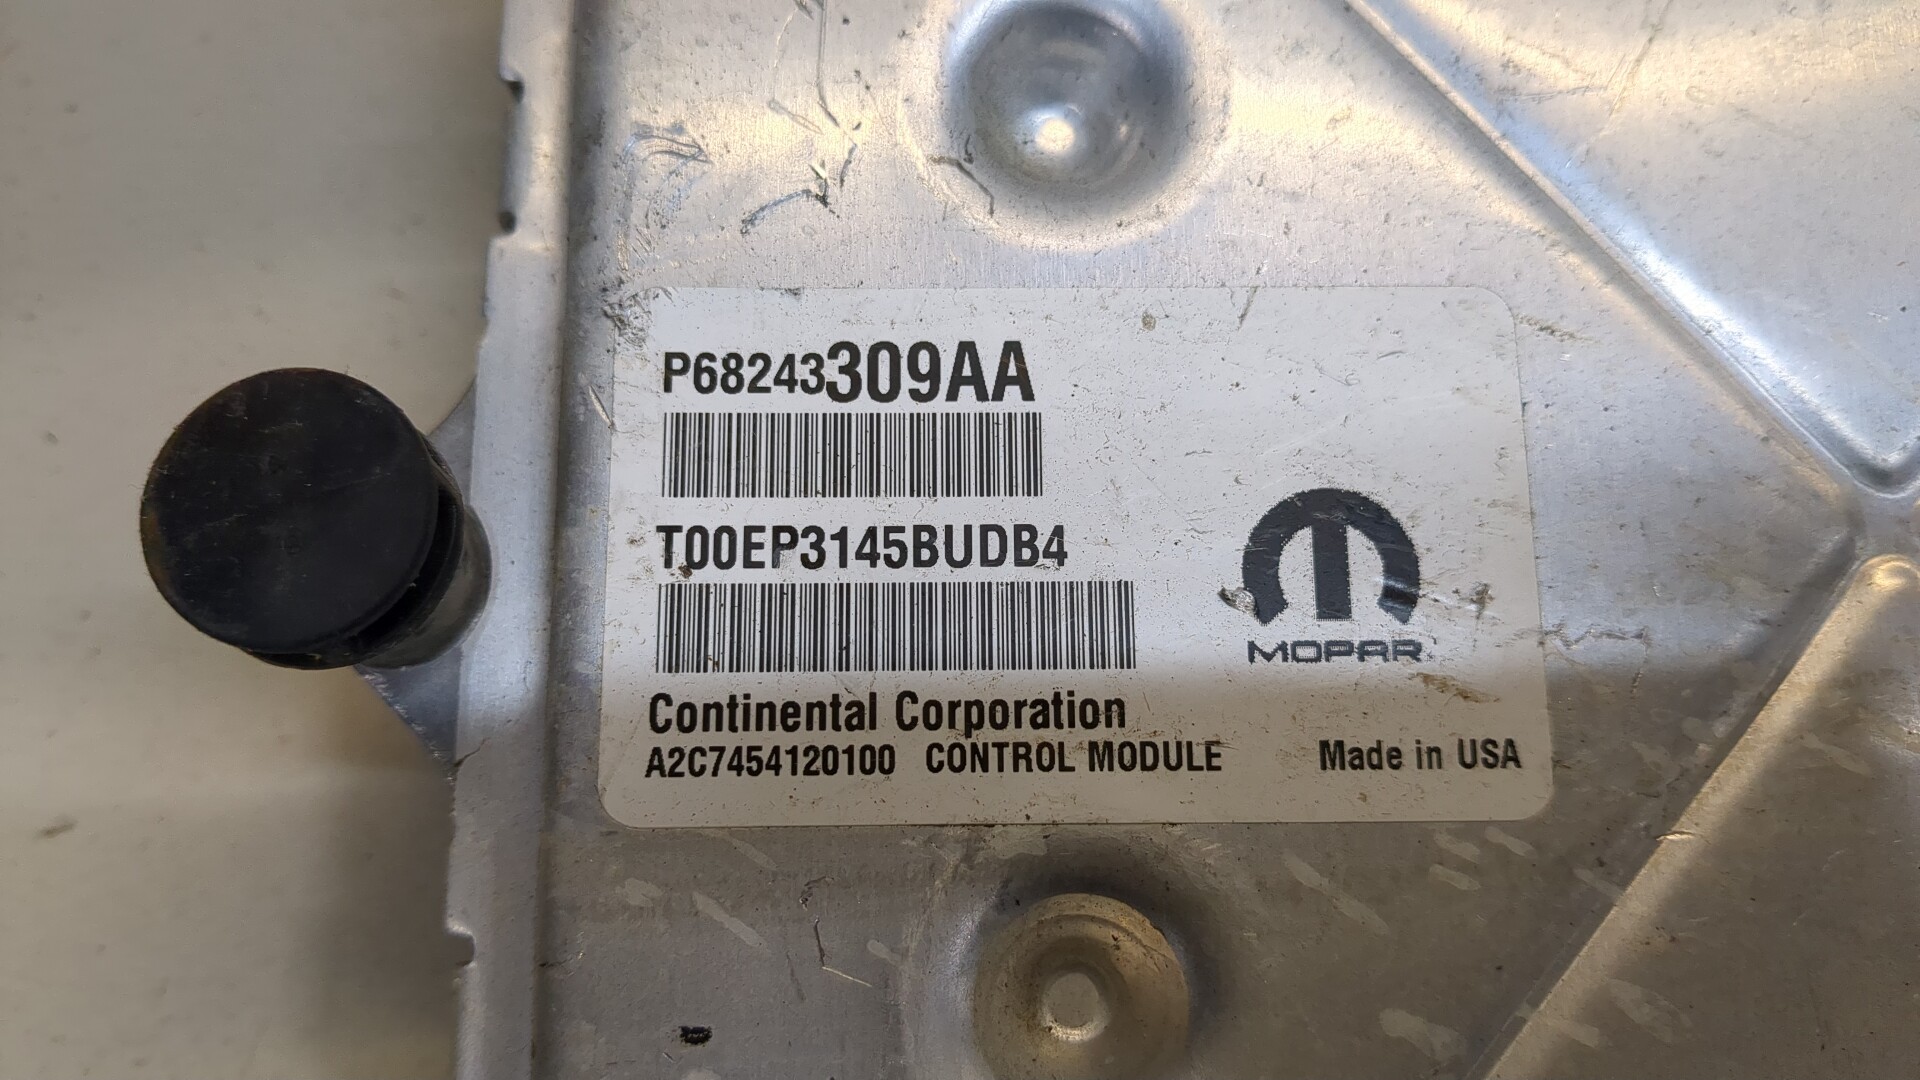 P68243309AA
T00EP3145BUDB4
MOPAR
Continental Corporation
A2C7454120100 CONTROL MODULE Made in USA